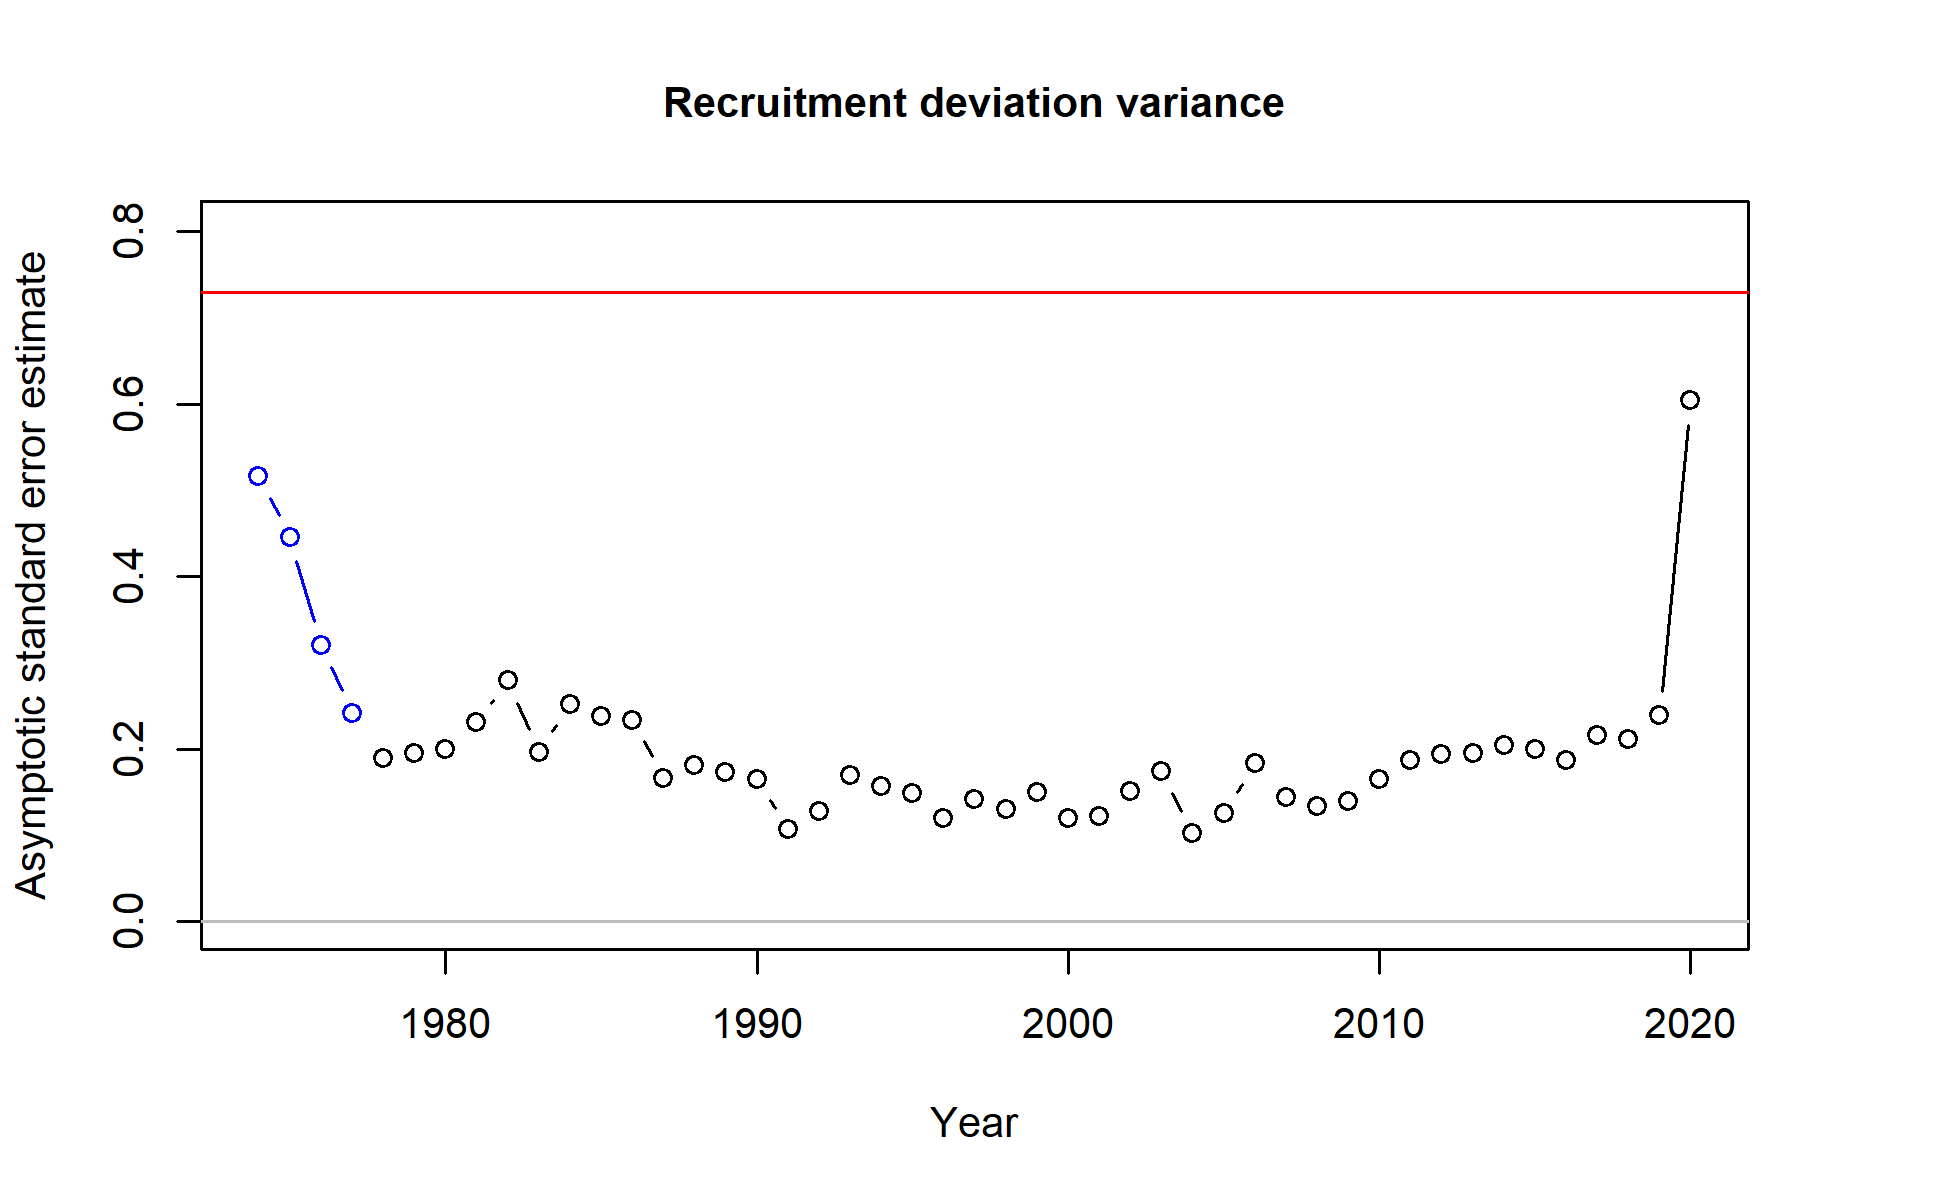 Recruitment deviation variance
Asymptotic standard error estimate
0.8
0.6
0.4
0.2
0.0
1980 1990 2000 2010 2020
Year